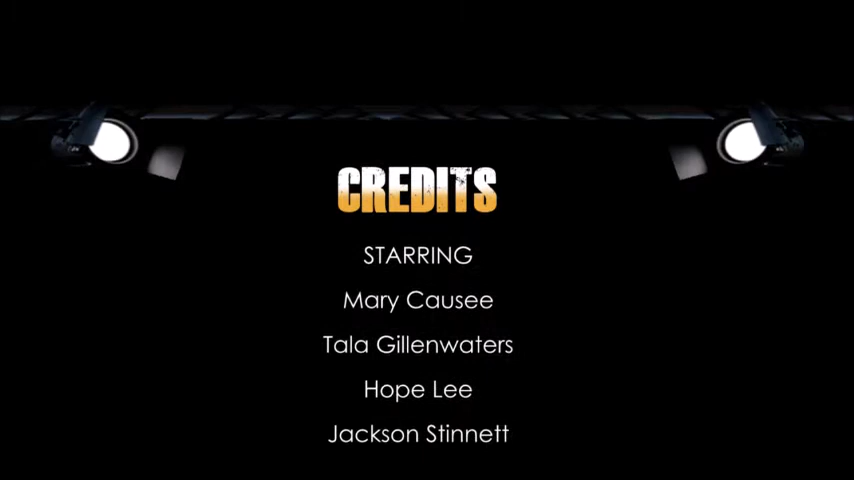 CREDITS
STARRING
Mary Causee
Tala Gillenwaters
Hope Lee
Jackson Stinnett